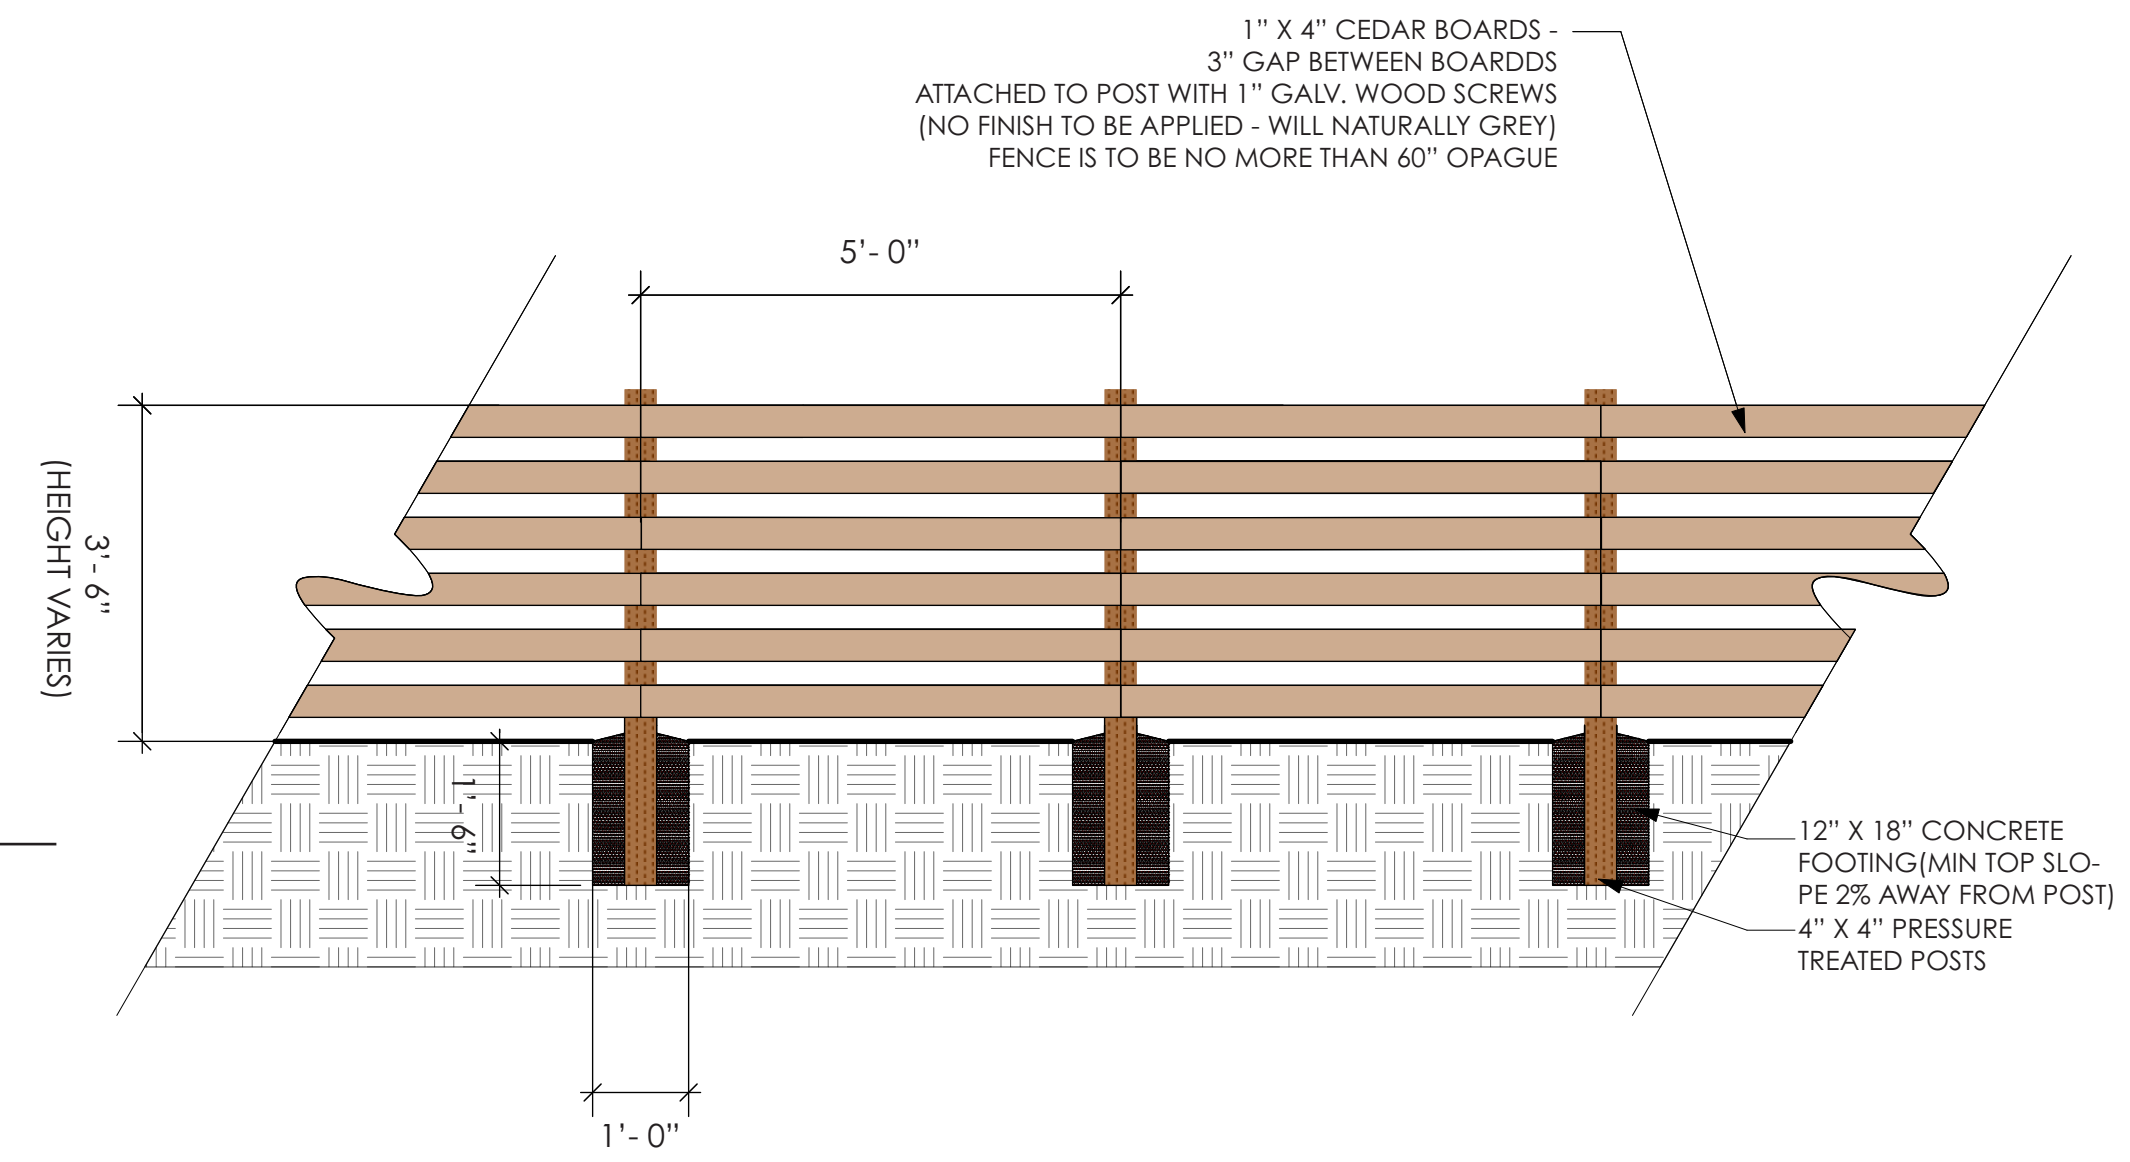 1” X 4” CEDAR BOARDS -
3” GAP BETWEEN BOARDDS
ATTACHED TO POST WITH 1” GALV. WOOD SCREWS
(NO FINISH TO BE APPLIED - WILL NATURALLY GREY)
FENCE IS TO BE NO MORE THAN 60” OPAGUE
5’- 0”
3’- 6”
(HEIGHT VARIES)
1’- 6”
12” X 18” CONCRETE
FOOTING(MIN TOP SLO-
PE 2% AWAY FROM POST)
4” X 4” PRESSURE
TREATED POSTS
1’- 0”